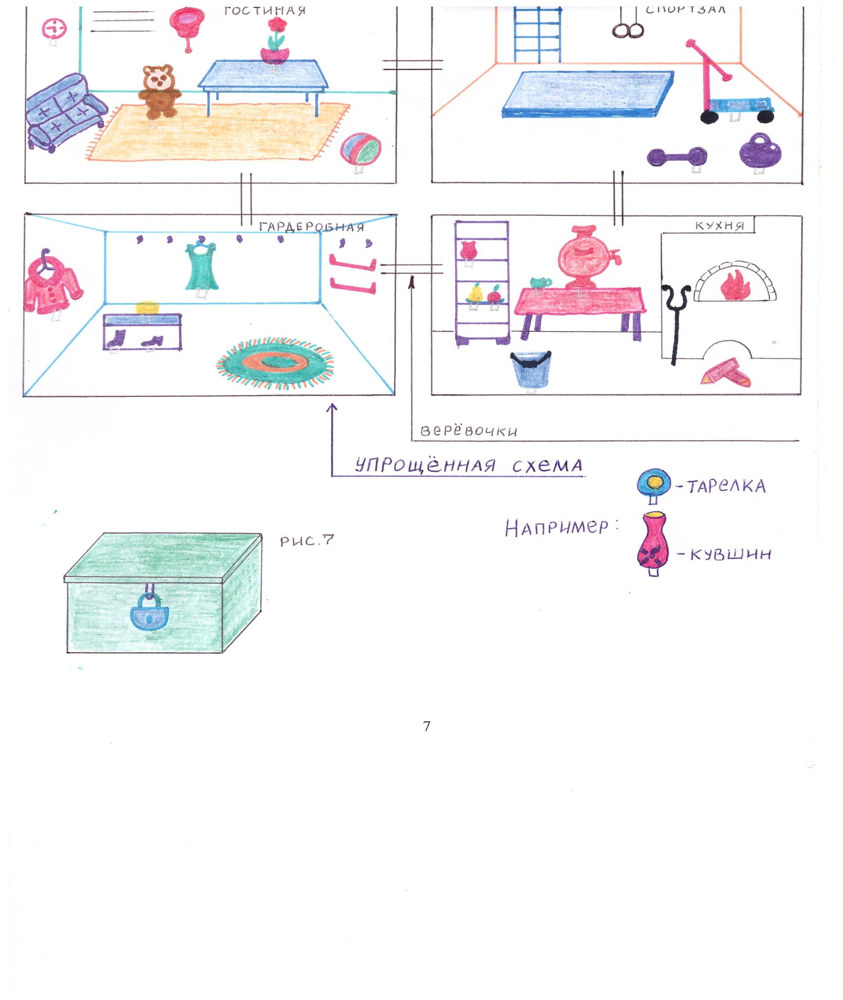 ГОСТИНАЯ
СПОРТЗАЛ
ГАРДЕРОБНАЯ
КУХНЯ
ВЕРЁВОЧКИ
УПРОЩЁННАЯ СХЕМА
- ТАРЕЛКА
Например:
- КУВШИН
РИС.7
7